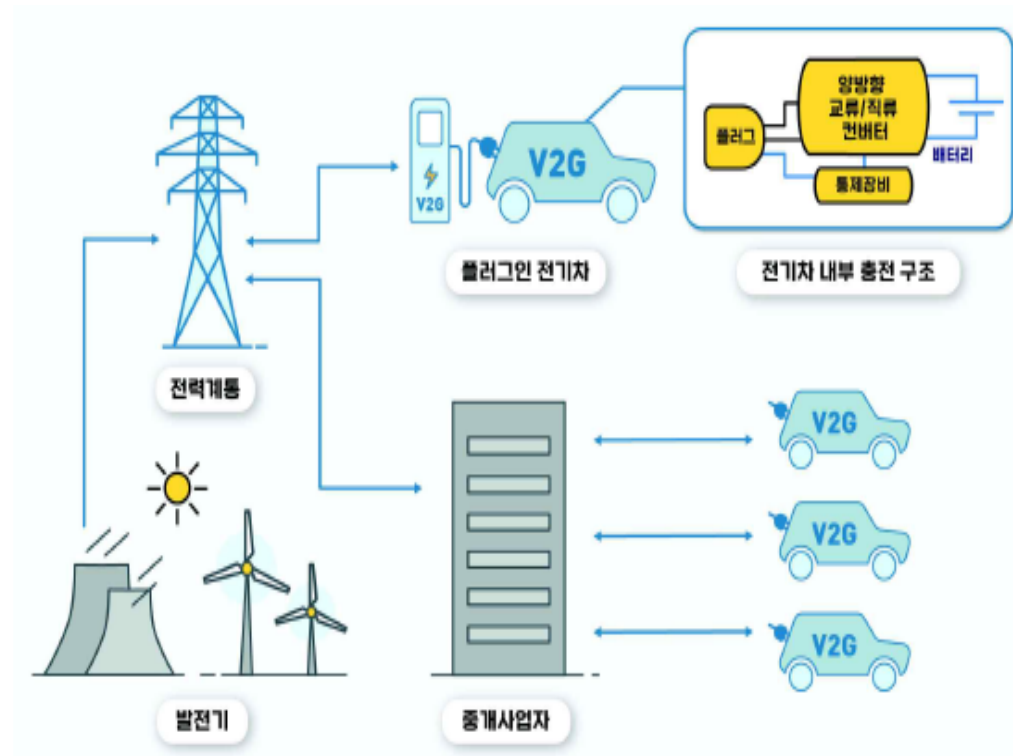 양방향
교류/직류
컨버터
플러그
배터리
통제장비
V2G
V2G
플러그인 전기차
전기차 내부 충전 구조
전력계통
V2G
V2G
V2G
발전기
중개사업자